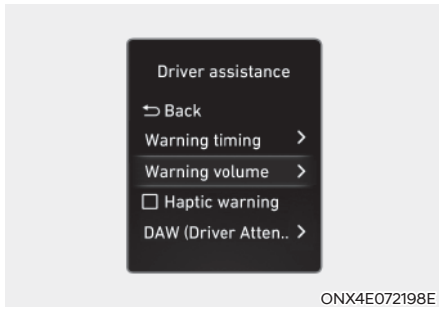 Driver assistance
Back
Warning timing
Warning volume
Haptic warning
DAW (Driver Atten..
ONX4E072198E